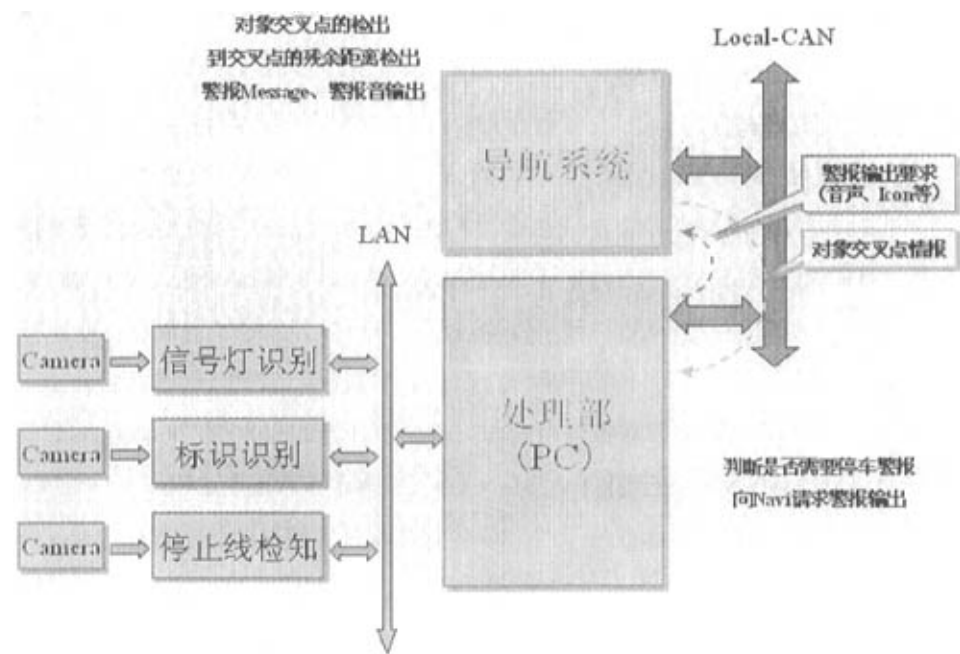 对象交叉点的检出
到交叉点的残余距离检出
警报Message、警报音输出
Local-CAN
导航系统
警报输出要求
(音声、Icon等)
对象交叉点情报
LAN
Camera
信号灯识别
Camera
标识识别
Camera
停止线检知
处理部
(PC)
判断是否需要停车警报
向Navi请求警报输出